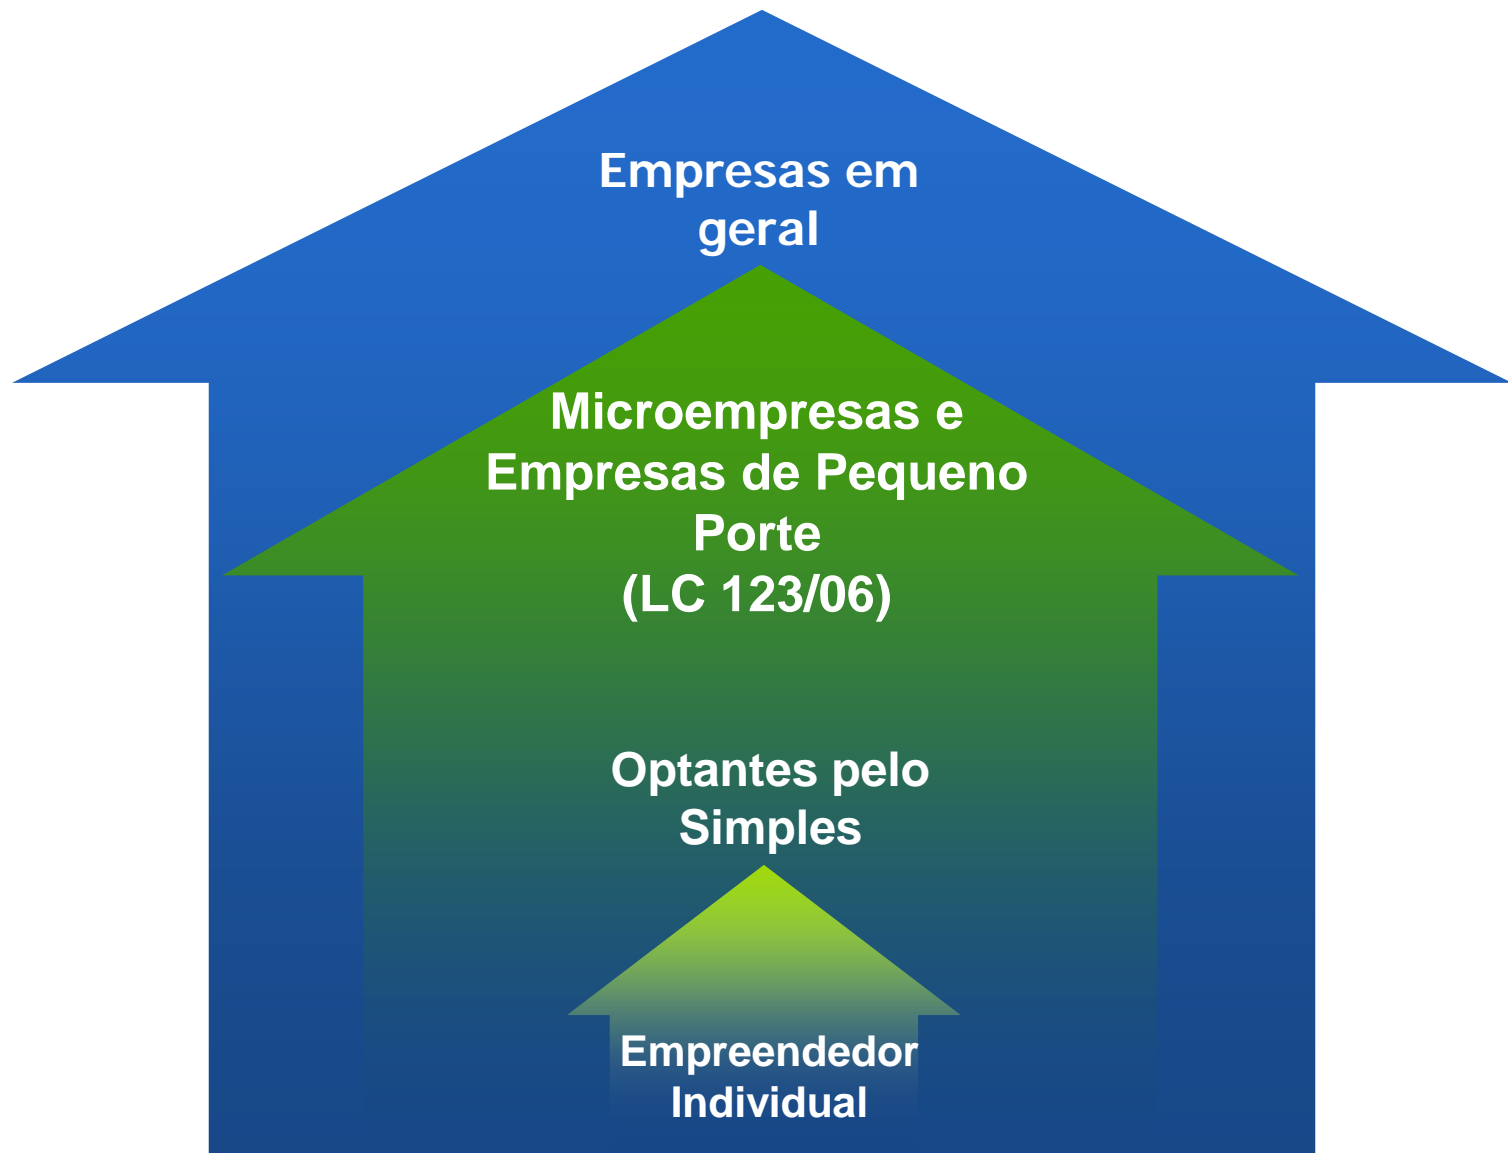 Empresas em
geral
Microempresas e
Empresas de Pequeno
Porte
(LC 123/06)
Optantes pelo
Simples
Empreendedor
Individual